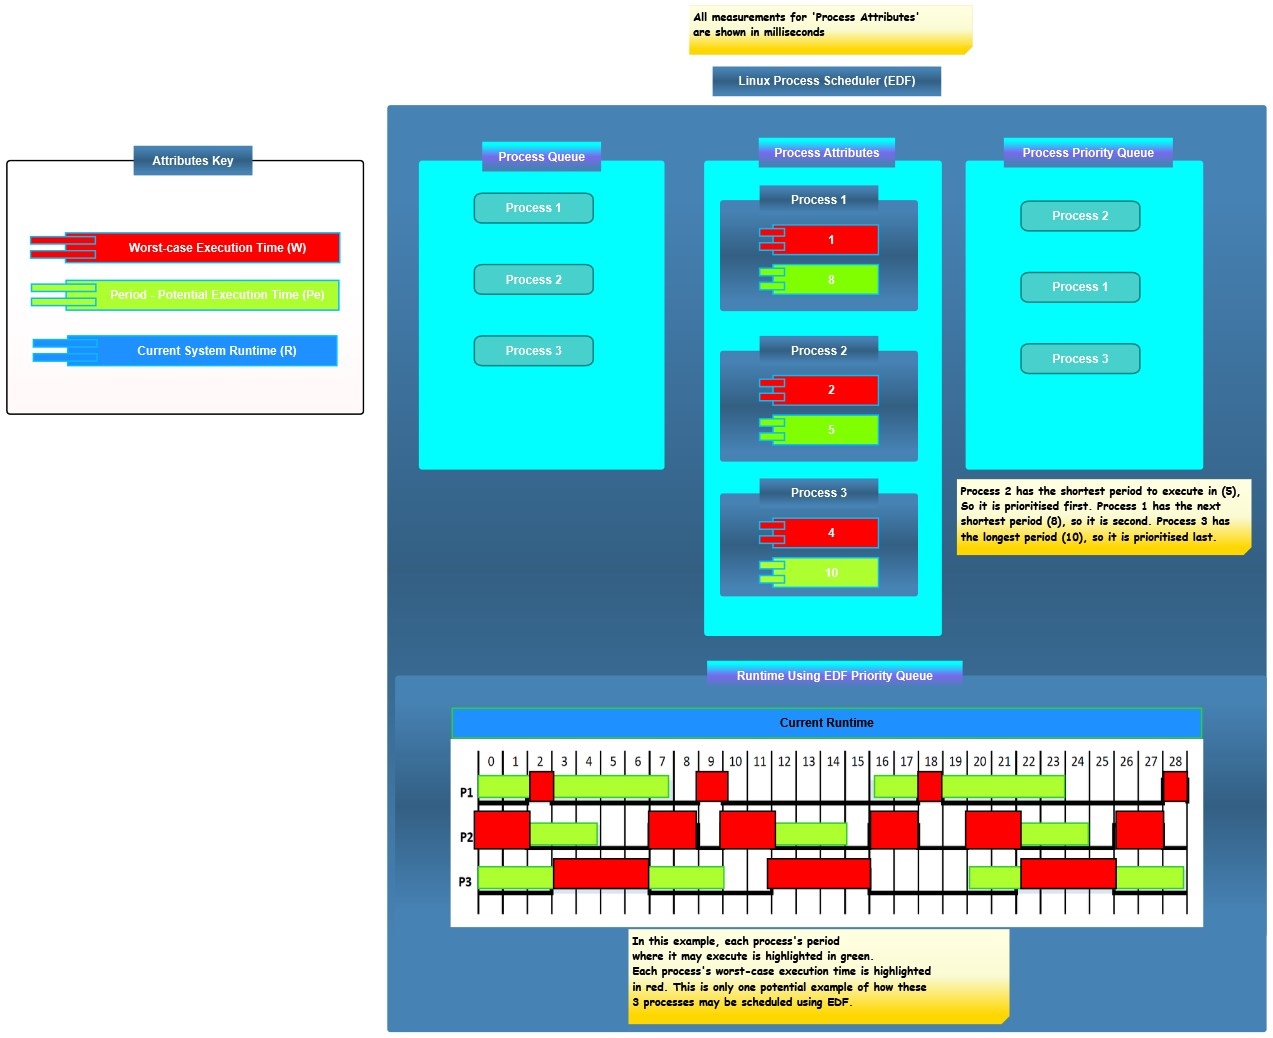 All measurements for 'Process Attributes'
are shown in milliseconds
Linux Process Scheduler (EDF)
Attributes Key
Worst-case Execution Time (W)
Period - Potential Execution Time (Pe)
Current System Runtime (R)
Process Queue
Process 1
Process 2
Process 3
Process Attributes
Process 1
1
8
Process 2
2
5
Process 3
4
10
Process Priority Queue
Process 2
Process 1
Process 3
Process 2 has the shortest period to execute in (5),
So it is prioritised first. Process 1 has the next
shortest period (8), so it is second. Process 3 has
the longest period (10), so it is prioritised last.
Runtime Using EDF Priority Queue
Current Runtime
0 1 2 3 4 5 6 7 8 9 10 11 12 13 14 15 16 17 18 19 20 21 22 23 24 25 26 27 28
P1
P2
P3
In this example, each process's period
where it may execute is highlighted in green.
Each process's worst-case execution time is highlighted
in red. This is only one potential example of how these
3 processes may be scheduled using EDF.